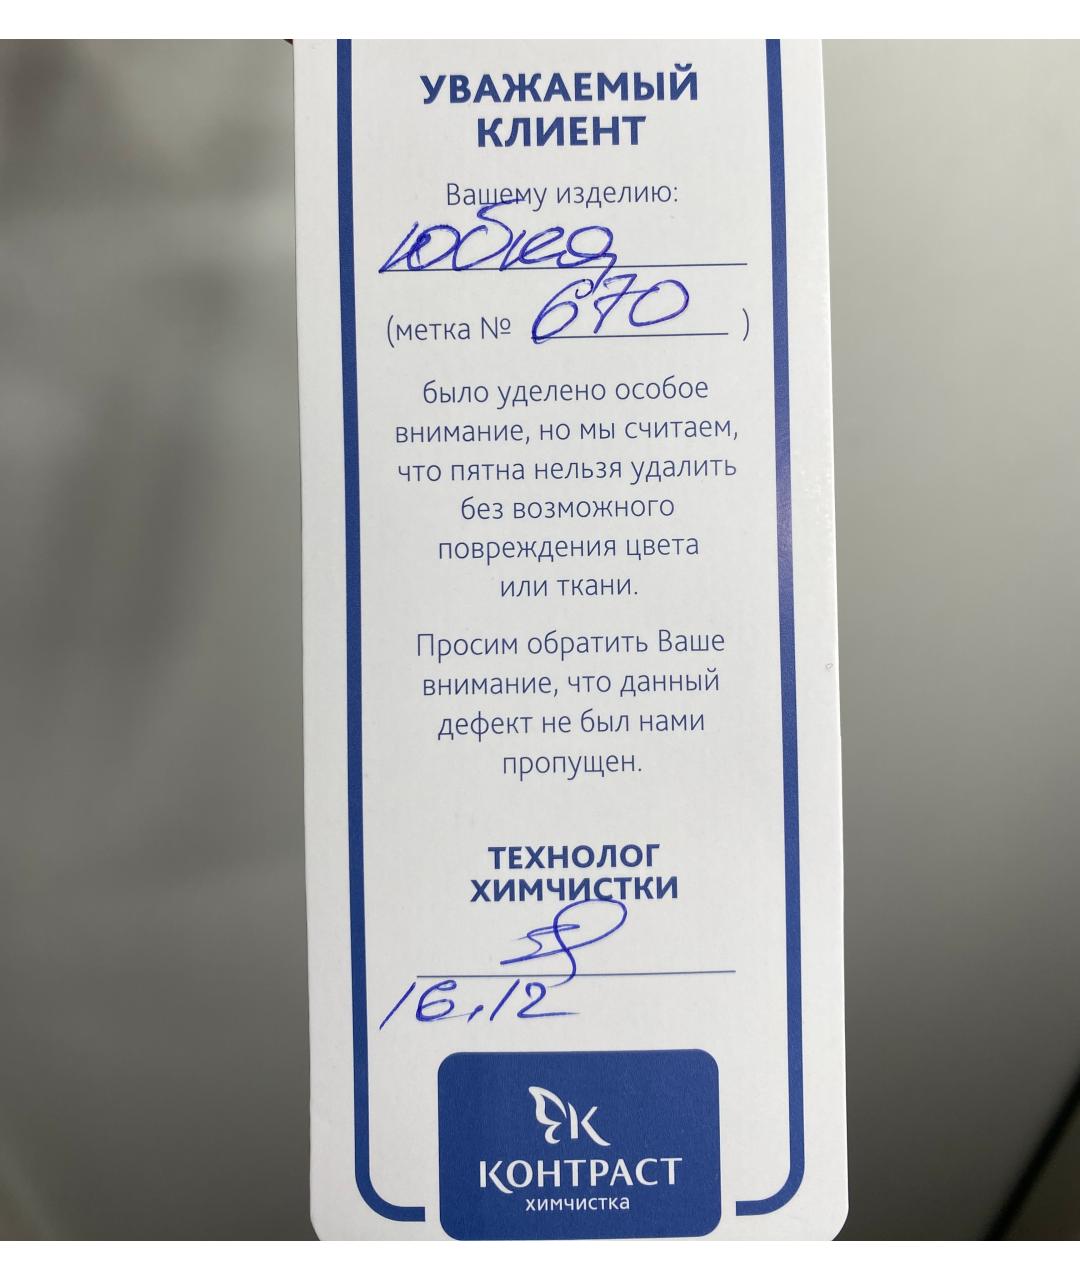 УВАЖАЕМЫЙ
КЛИЕНТ
Вашему изделию:
юбка
(метка № 670 )
было уделено особое
внимание, но мы считаем,
что пятна нельзя удалить
без возможного
повреждения цвета
или ткани.
Просим обратить Ваше
внимание, что данный
дефект не был нами
пропущен.
ТЕХНОЛОГ
ХИМЧИСТКИ
16.12
КОНТРАСТ
химчистка